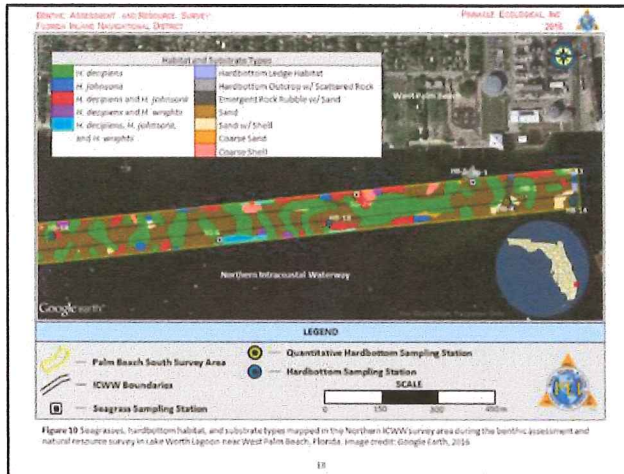 BENTHIC ASSESSMENT AND RESOURCE SURVEY
FLORIDA INLAND NAVIGATIONAL DISTRICT
PINNACLE ECOLOGICAL, INC
2016
Habitat and Substrate Types
H. decipiens
H. johnsonii
H. decipiens and H. johnsonii
H. decipiens and H. wrightii
H. decipiens, H. johnsonii,
and H. wrightii
Hardbottom Ledge Habitat
Hardbottom Outcrop w/ Scattered Rock
Emergent Rock Rubble w/ Sand
Sand
Sand w/ Shell
Coarse Sand
Coarse Shell
West Palm Beach
HB-14
Northern Intracoastal Waterway
Google earth
LEGEND
Palm Beach South Survey Area
ICWW Boundaries
Seagrass Sampling Station
Quantitative Hardbottom Sampling Station
Hardbottom Sampling Station
SCALE
0 150 300 450 m
Figure 10 Seagrasses, hardbottom habitat, and substrate types mapped in the Northern ICWW survey area during the benthic assessment and
natural resource survey in Lake Worth Lagoon near West Palm Beach, Florida. Image credit: Google Earth, 2016